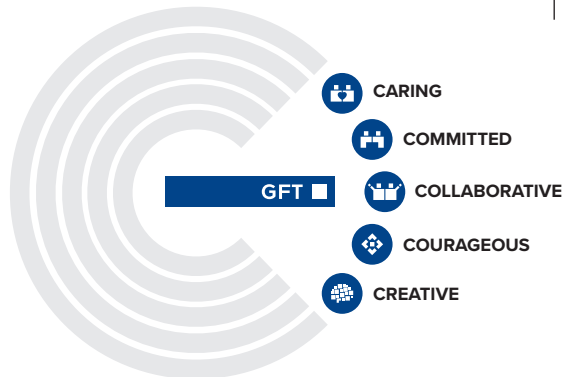 CARING
COMMITTED
GFT
COLLABORATIVE
COURAGEOUS
CREATIVE